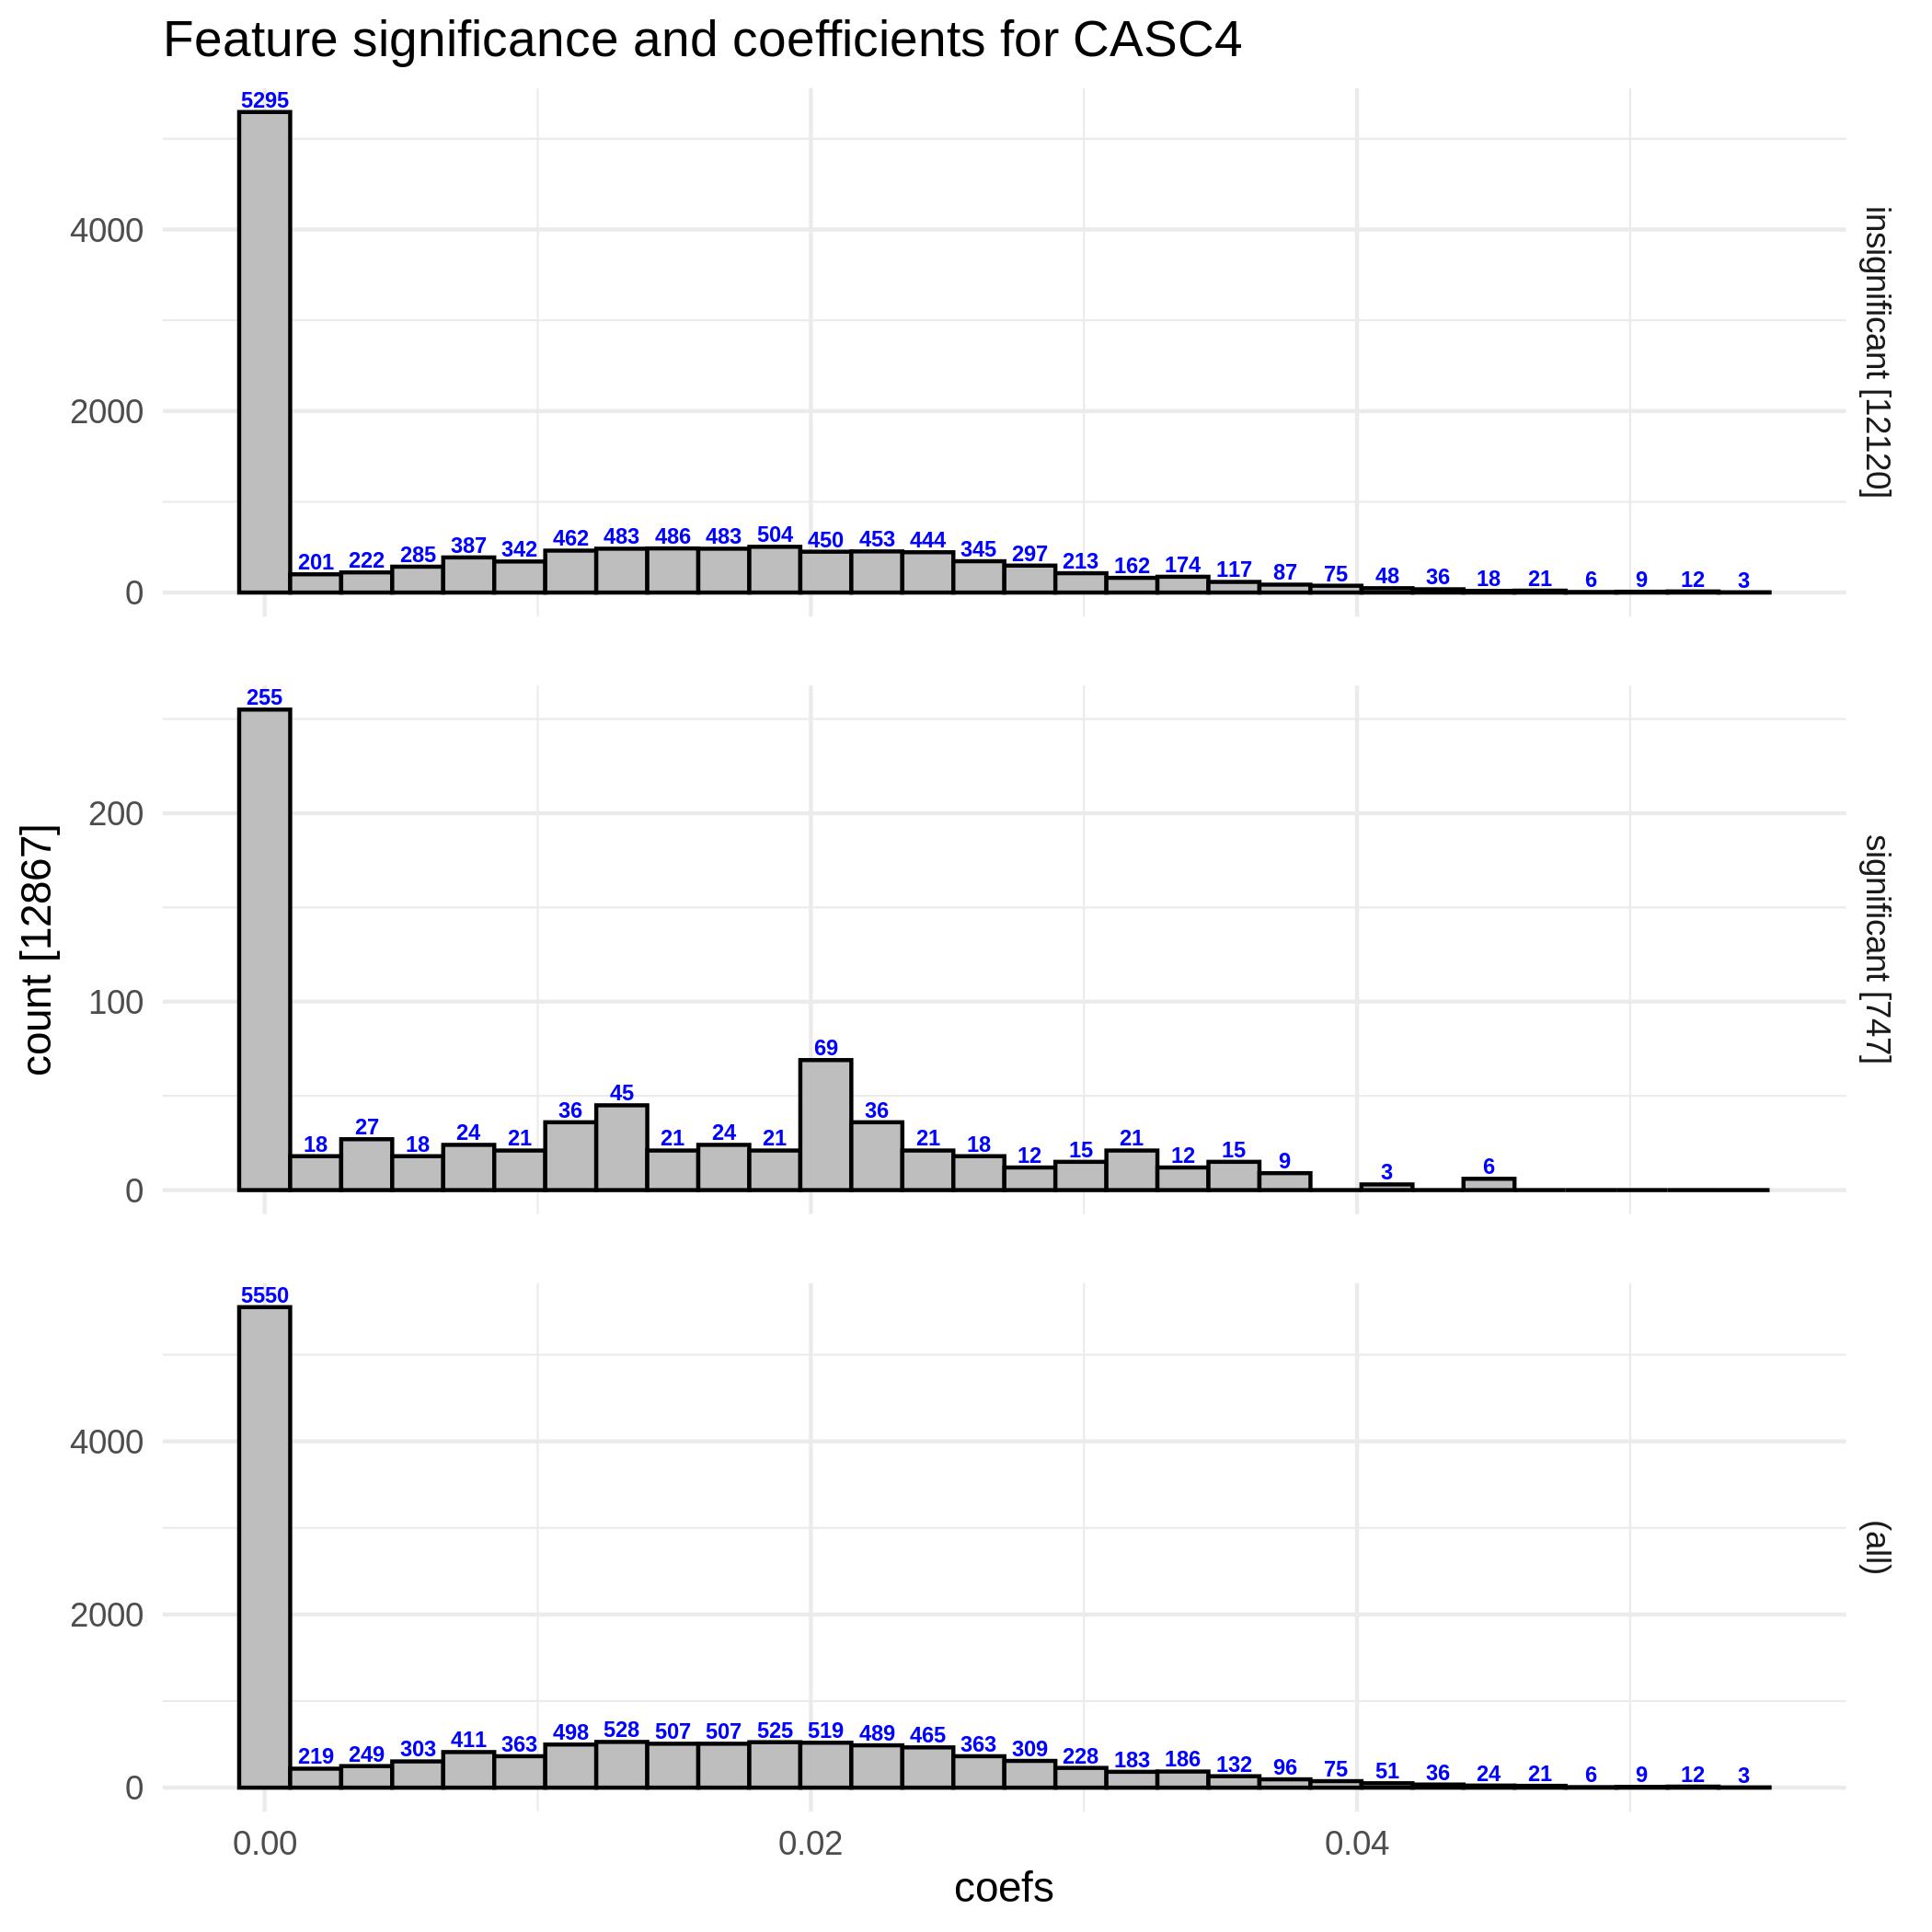 Feature significance and coefficients for CASC4
5295
4000
2000
0
201 222 285 387 342 462 483 486 483 504 450 453 444 345 297 213 162 174 117 87 75 48 36 18 21 6 9 12 3
insignificant [12120]
count [12867]
255
200
100
0
18 27 18 24 21 36 45 21 24 21 69 36 21 18 12 15 21 12 15 9 3 6
significant [747]
5550
4000
2000
0
219 249 303 411 363 498 528 507 507 525 519 489 465 363 309 228 183 186 132 96 75 51 36 24 21 6 9 12 3
(all)
0.00 0.02 0.04
coefs